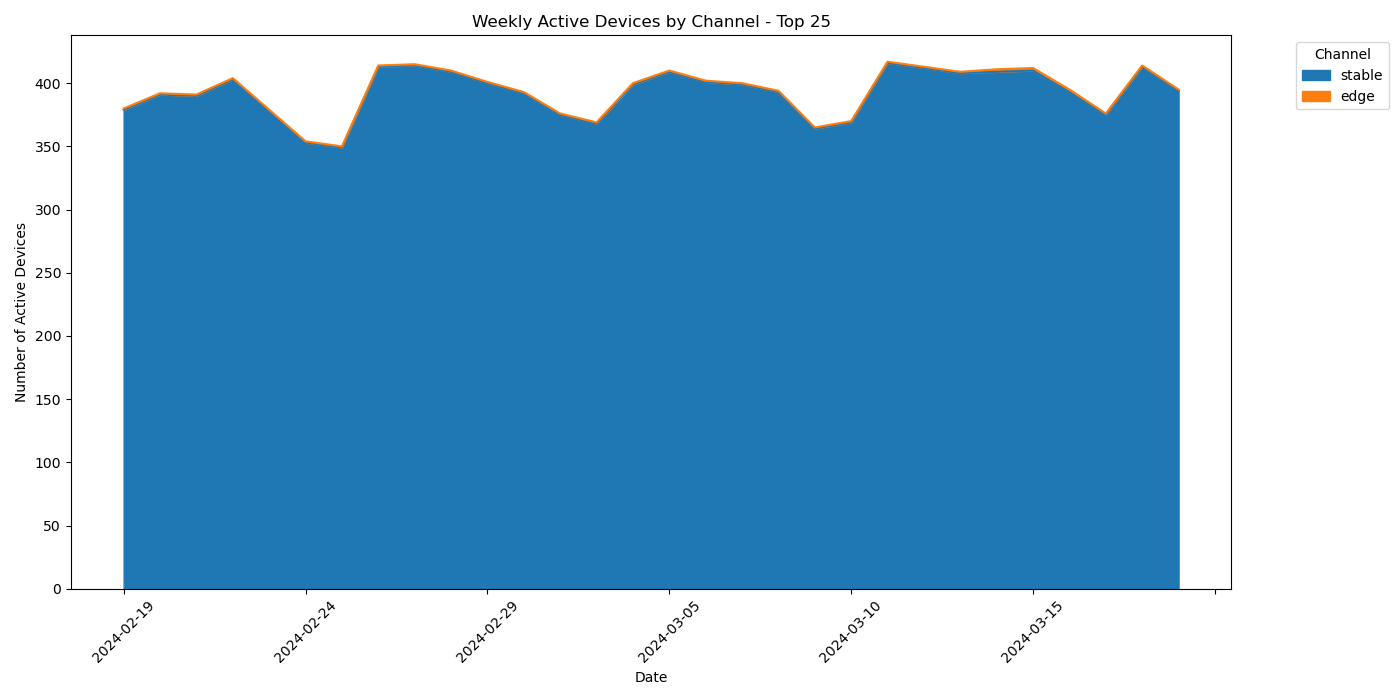 Weekly Active Devices by Channel - Top 25
Channel
stable
edge
Number of Active Devices
400
350
300
250
200
150
100
50
0
2024-02-19
2024-02-24
2024-02-29
2024-03-05
2024-03-10
2024-03-15
Date